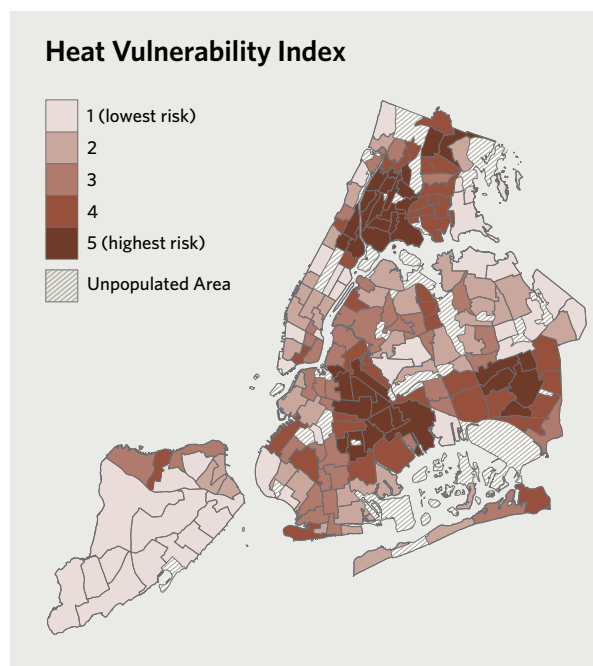 Heat Vulnerability Index
1 (lowest risk)
2
3
4
5 (highest risk)
Unpopulated Area